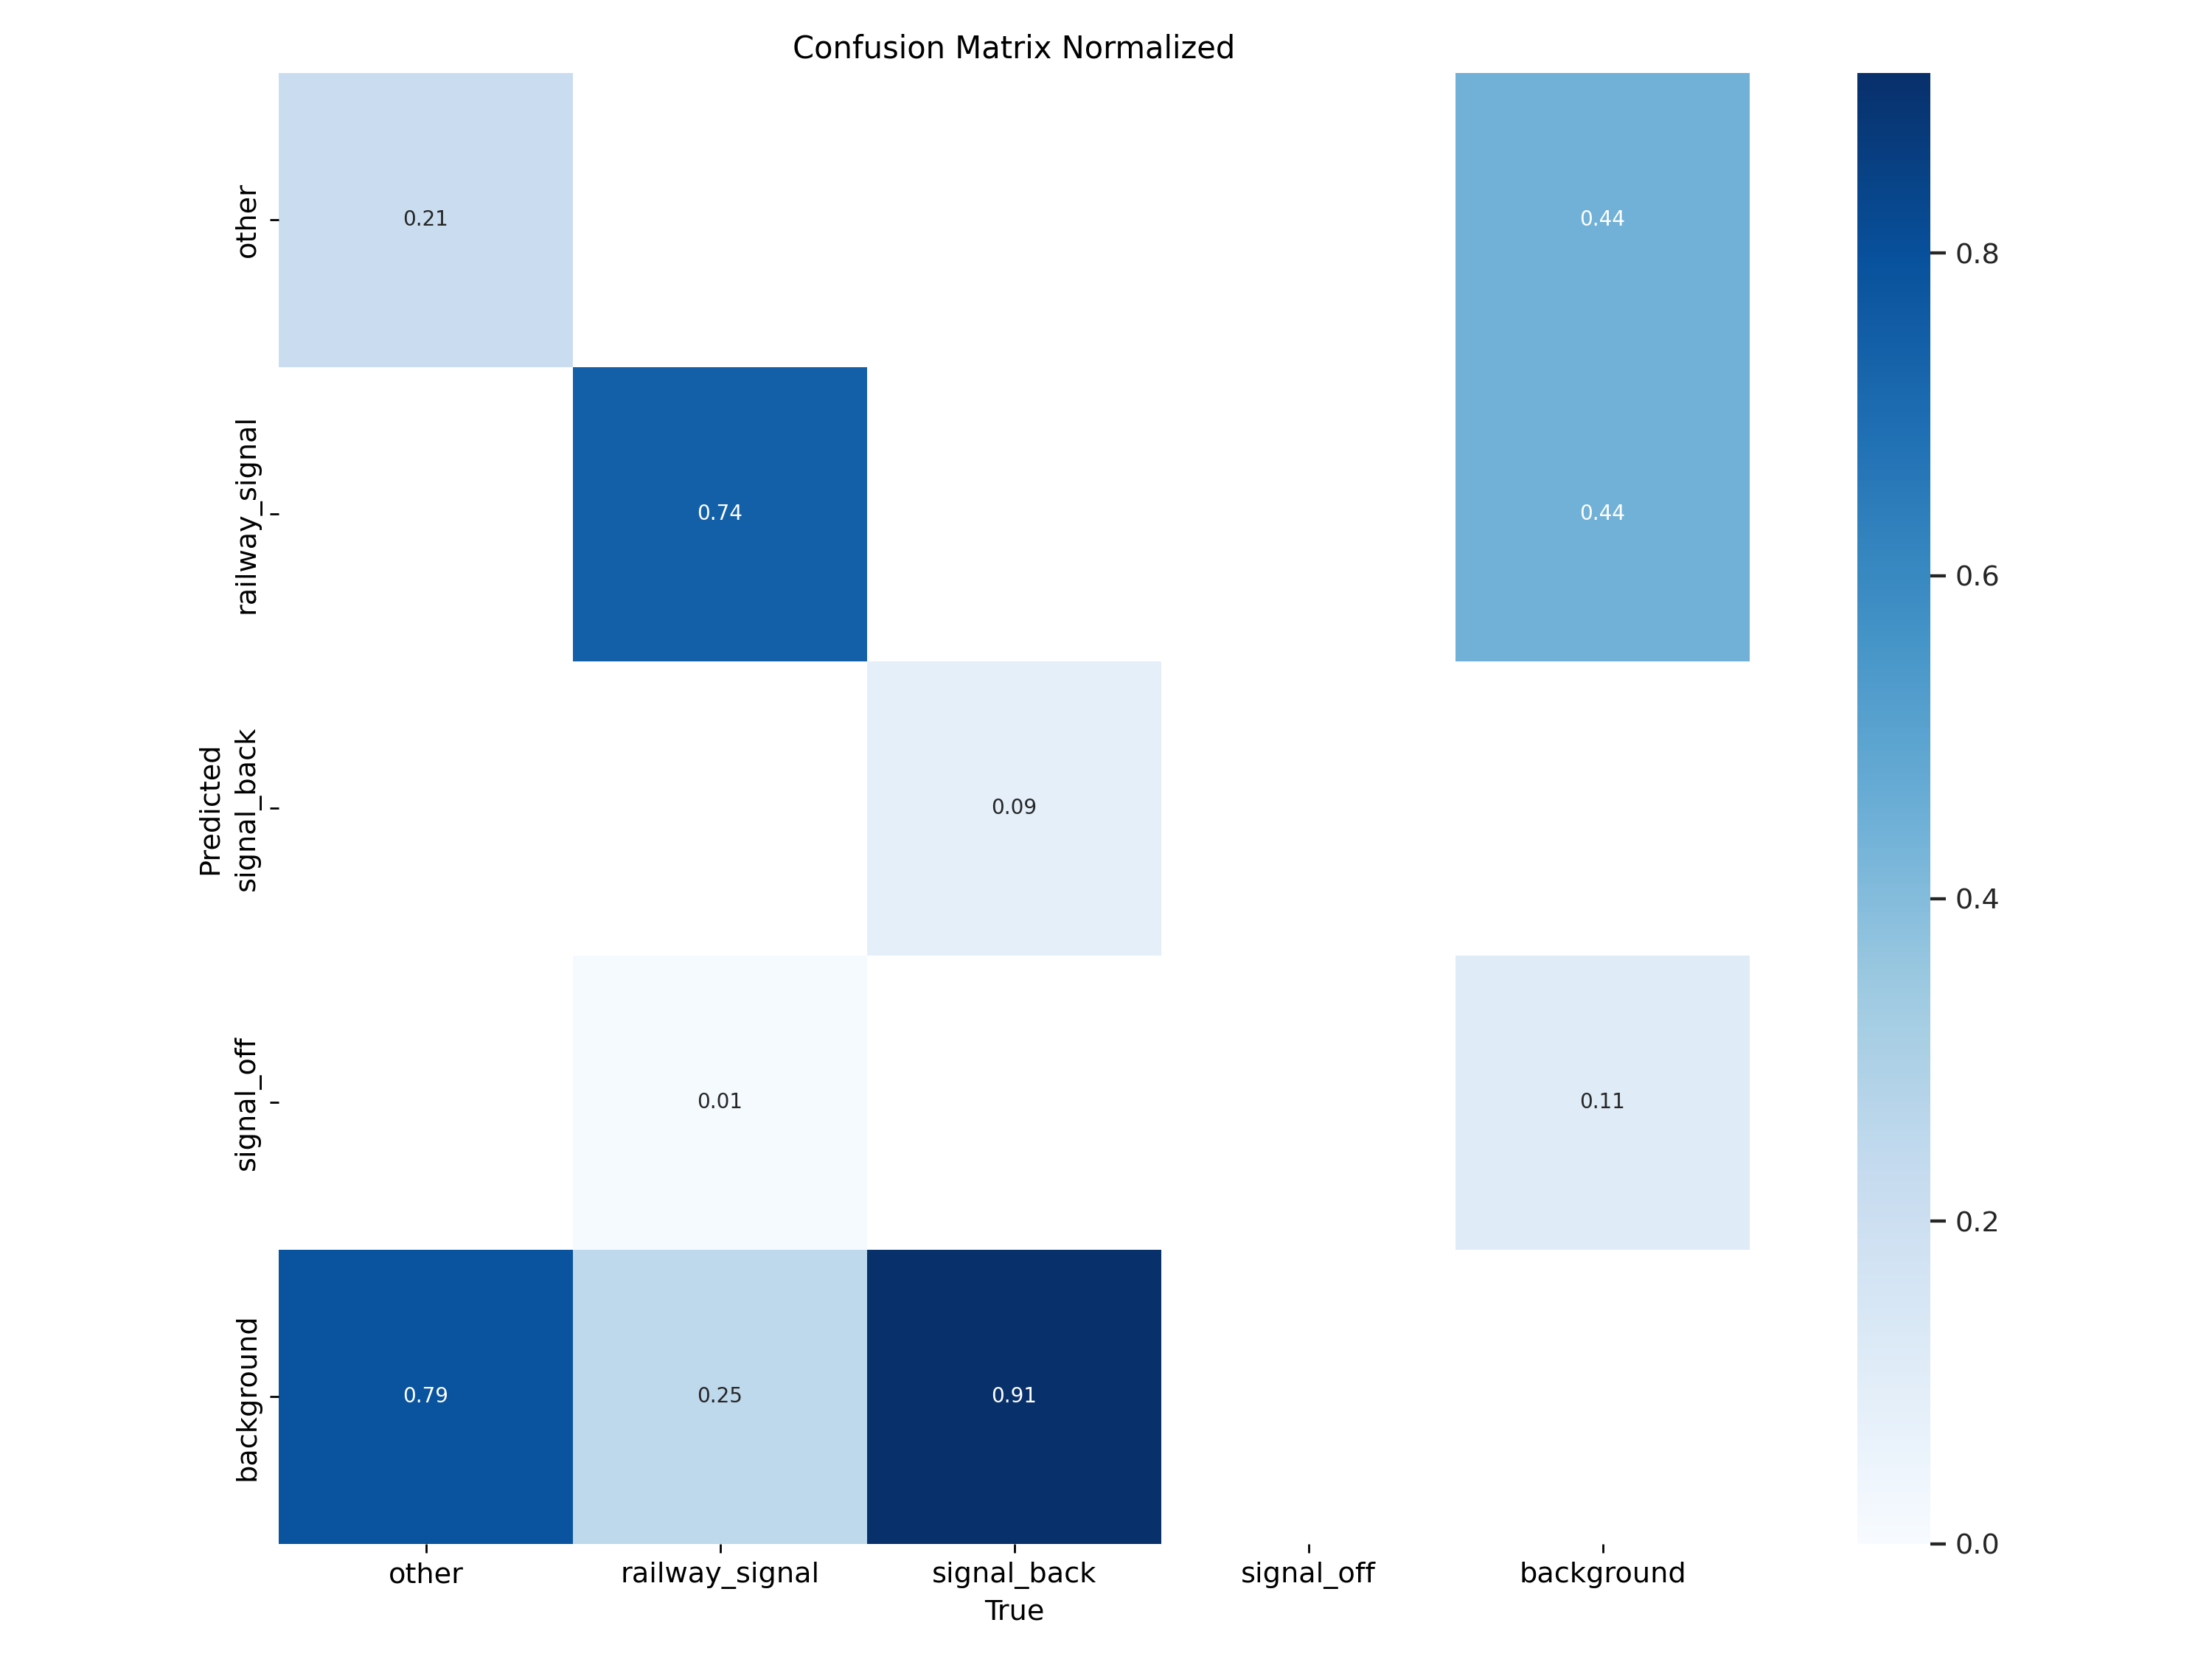 Confusion Matrix Normalized
other
0.21
0.44
railway_signal
0.74
0.44
Predicted
signal_back
0.09
signal_off
0.01
0.11
background
0.79
0.25
0.91
other
railway_signal
signal_back
signal_off
background
True
0.8
0.6
0.4
0.2
0.0